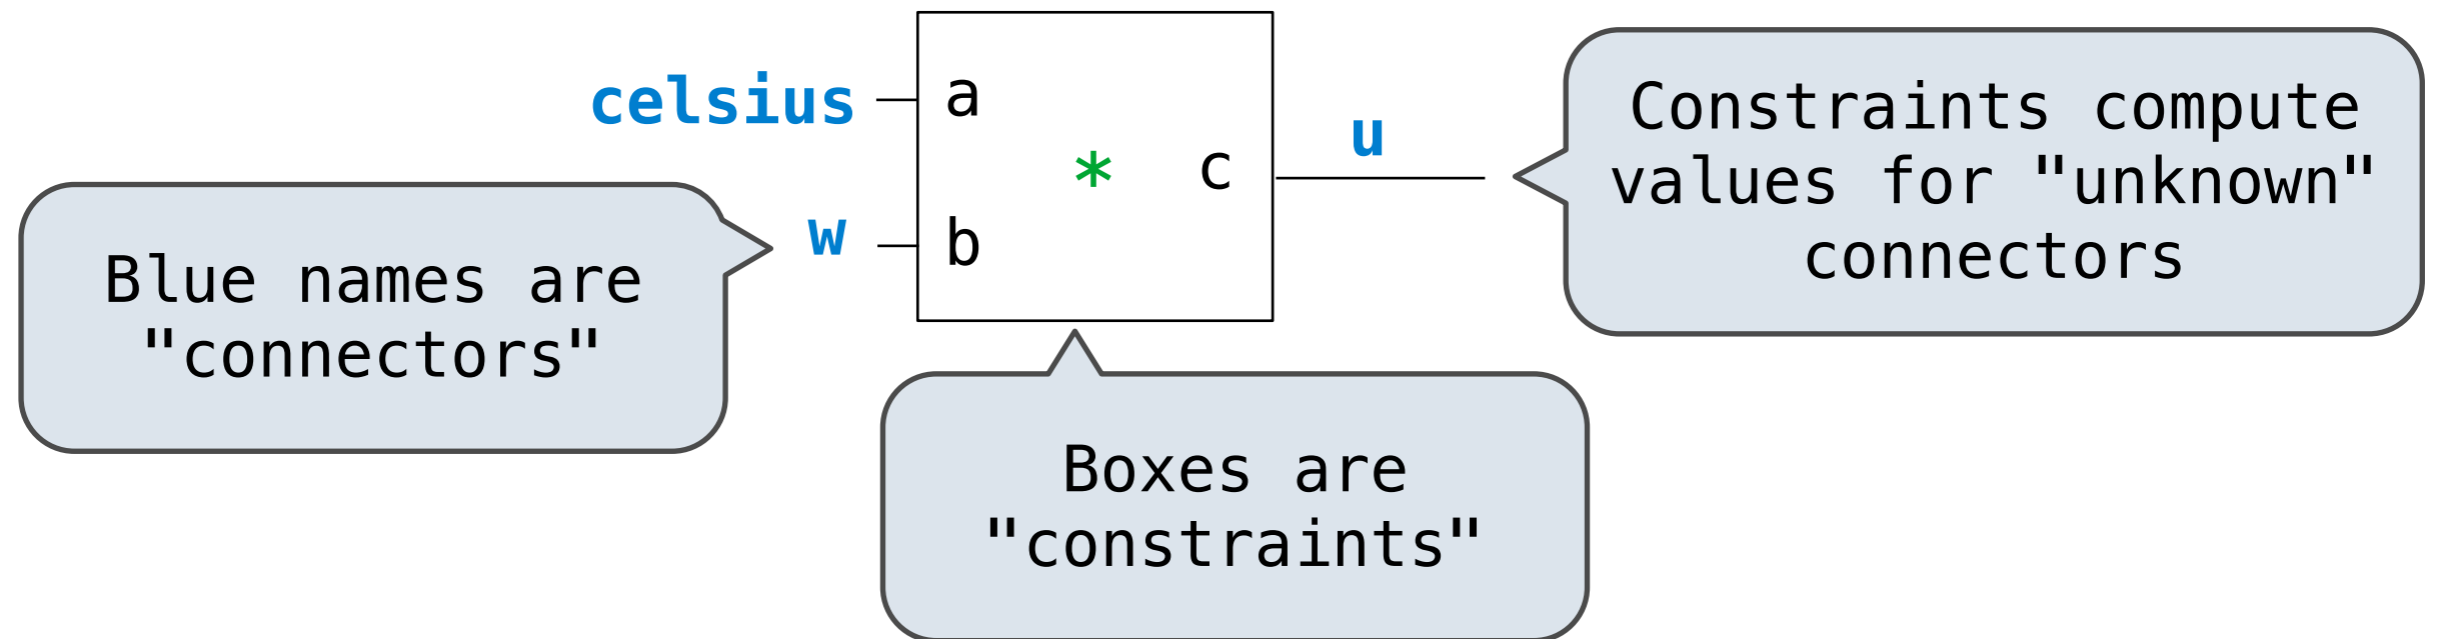 celsius
a
*
c
u
w
b
Blue names are
"connectors"
Constraints compute
values for "unknown"
connectors
Boxes are
"constraints"